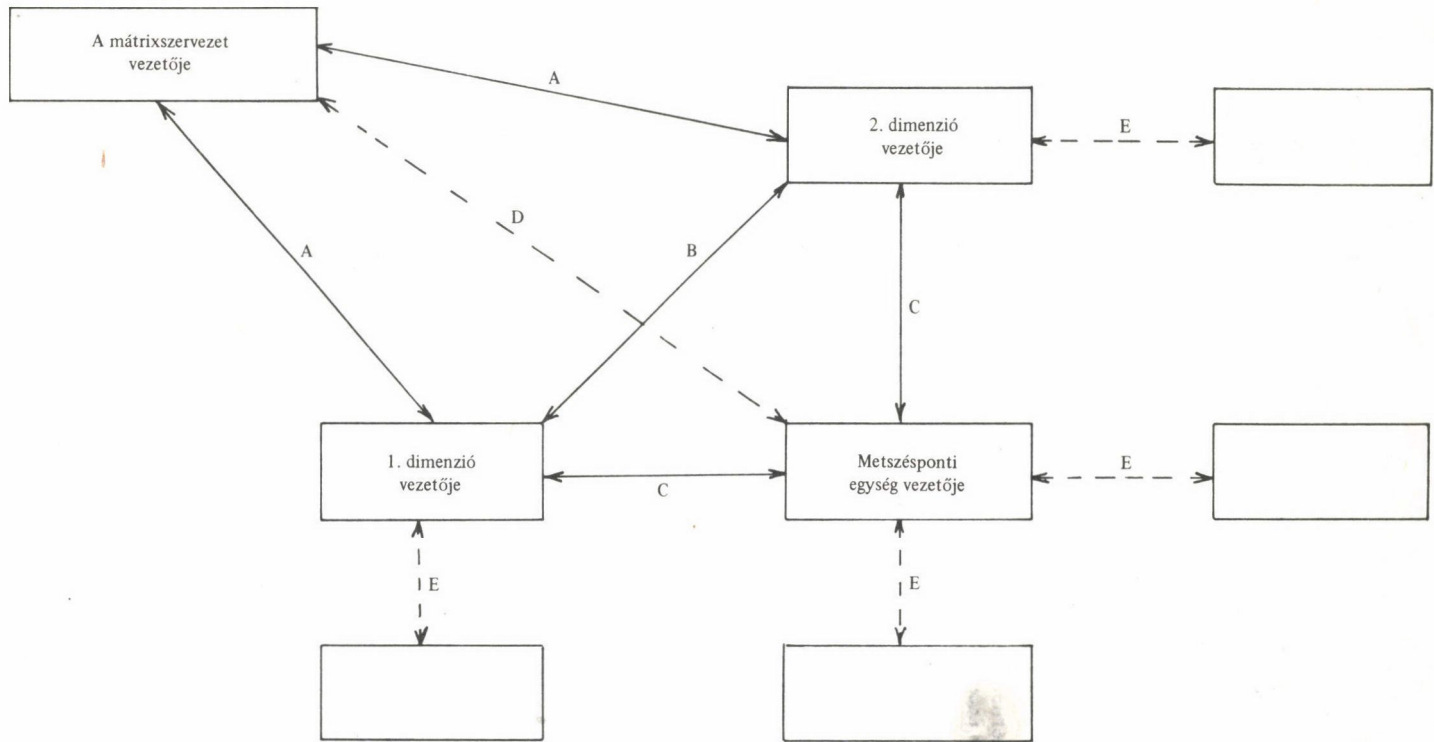 A mátrixszervezet
vezetője
A
2. dimenzió
vezetője
E
D
A
B
C
1. dimenzió
vezetője
C
Metszésponti
egység vezetője
E
E
E